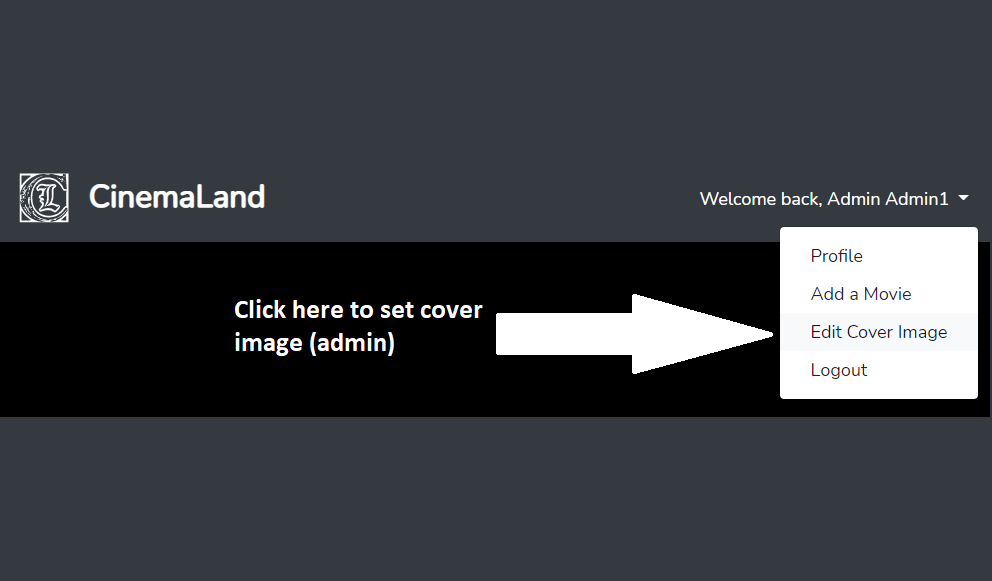 CinemaLand
Welcome back, Admin Admin1
Profile
Add a Movie
Click here to set cover
image (admin)
Edit Cover Image
Logout